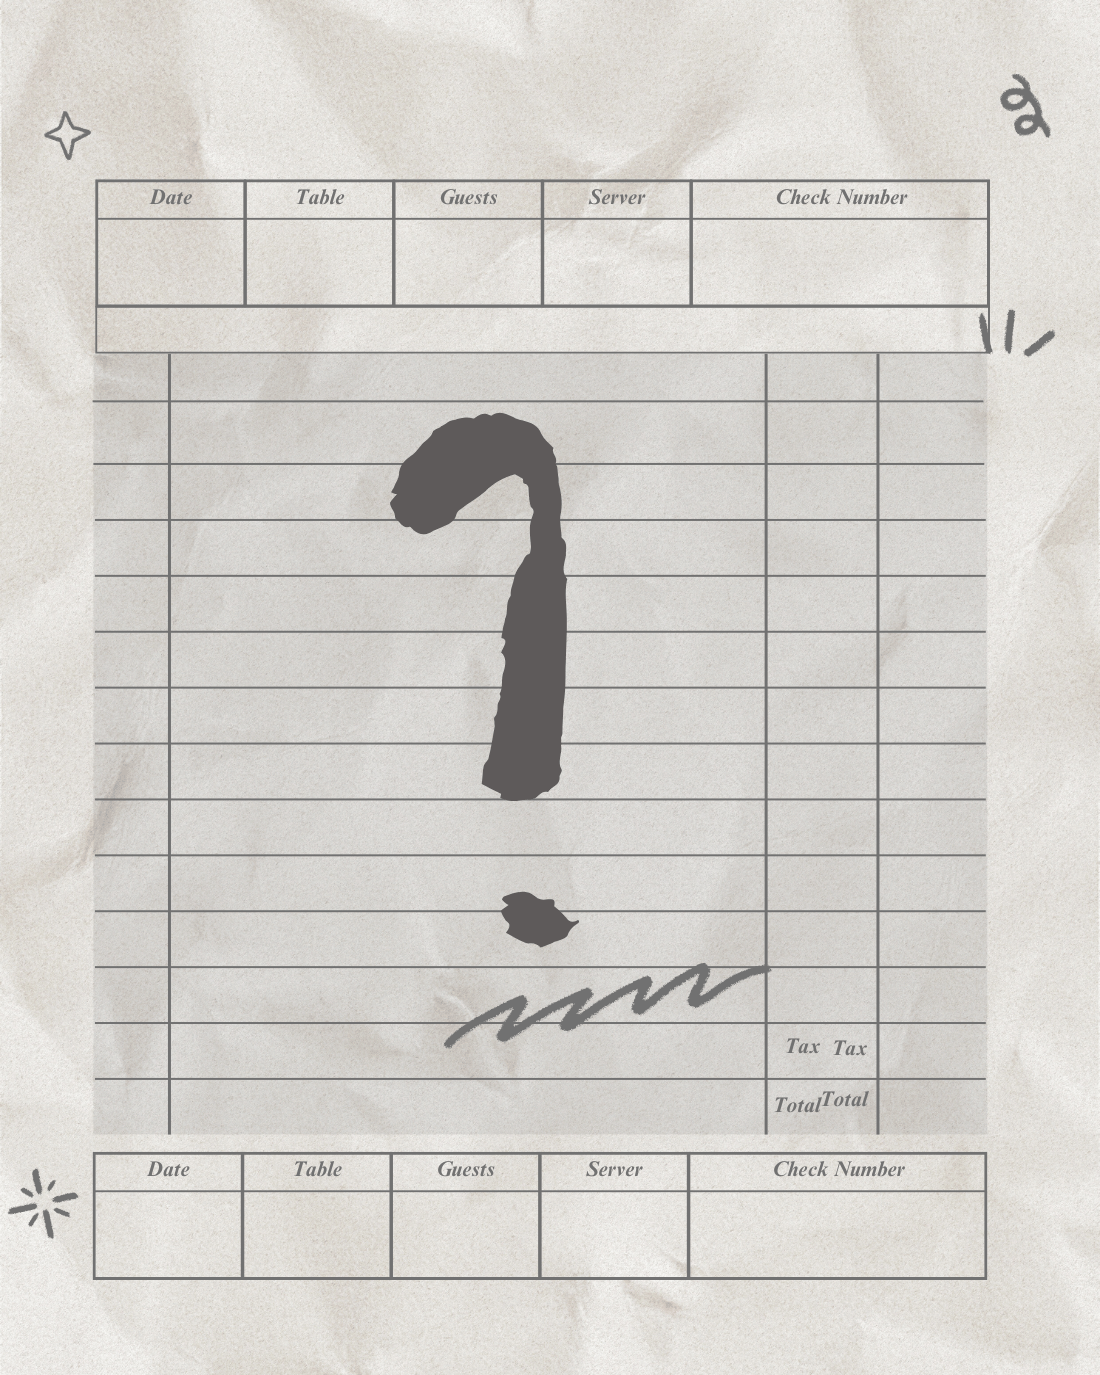 Date Table Guests Server Check Number
?
Tax Tax
Total Total
Date Table Guests Server Check Number